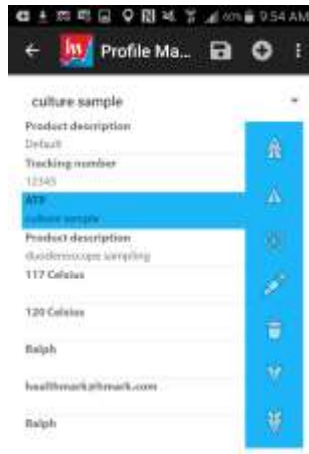 60% 9:54 AM
Profile Ma...
culture sample
Product description
Default
Tracking number
12345
ATP
culture sample
Product description
duodenoscope sampling
117 Celsius
120 Celsius
Ralph
healthmark@hmark.com
Ralph